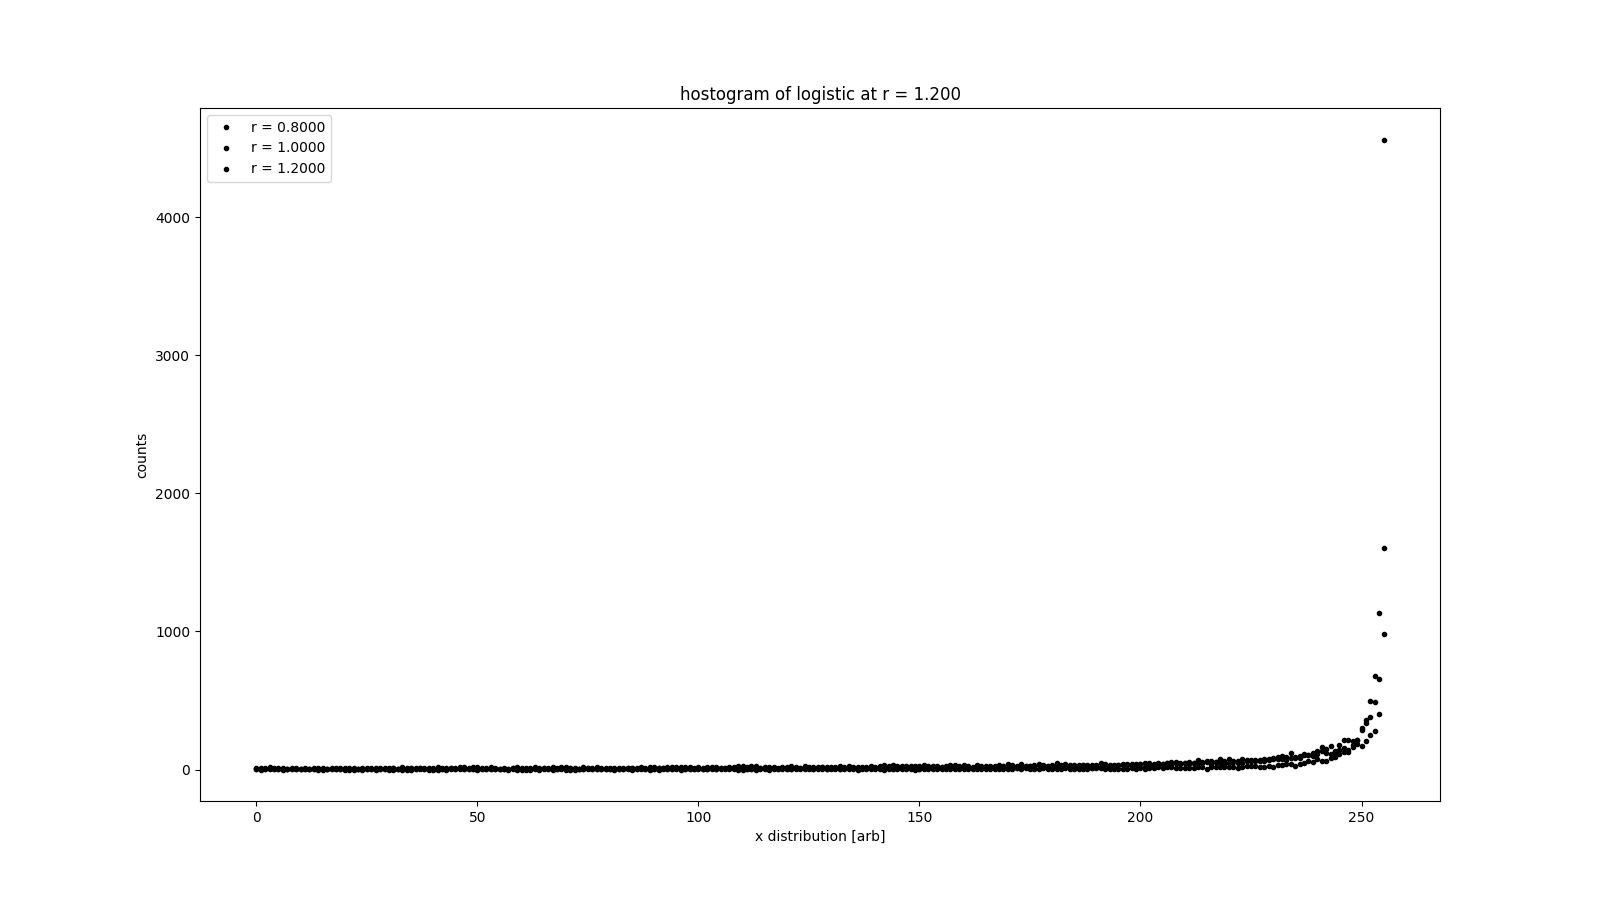 hostogram of logistic at r = 1.200
r = 0.8000
r = 1.0000
r = 1.2000
4000
3000
2000
1000
0
counts
0 50 100 150 200 250
x distribution [arb]